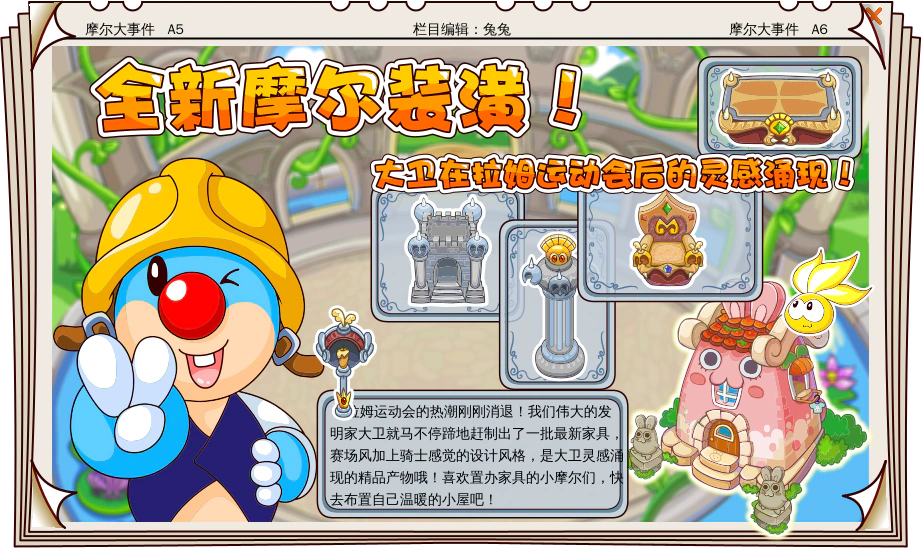 摩尔大事件 A5
栏目编辑：兔兔
摩尔大事件 A6
全新摩尔装潢！
大卫在拉姆运动会后的灵感涌现！
拉姆运动会的热潮刚刚消退！我们伟大的发
明家大卫就马不停蹄地赶制出了一批最新家具，
赛场风加上骑士感觉的设计风格，是大卫灵感涌
现的精品产物哦！喜欢置办家具的小摩尔们，快
去布置自己温暖的小屋吧！